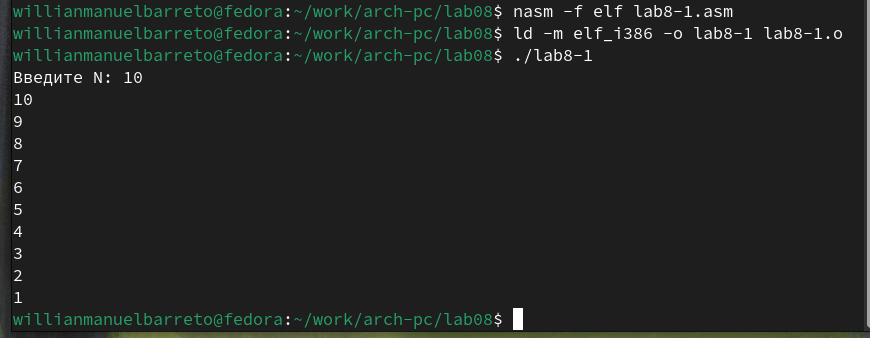 willianmanuelbarreto@fedora:~/work/arch-pc/lab08$ nasm -f elf lab8-1.asm
willianmanuelbarreto@fedora:~/work/arch-pc/lab08$ ld -m elf_i386 -o lab8-1 lab8-1.o
willianmanuelbarreto@fedora:~/work/arch-pc/lab08$ ./lab8-1
Введите N: 10
10
9
8
7
6
5
4
3
2
1
willianmanuelbarreto@fedora:~/work/arch-pc/lab08$